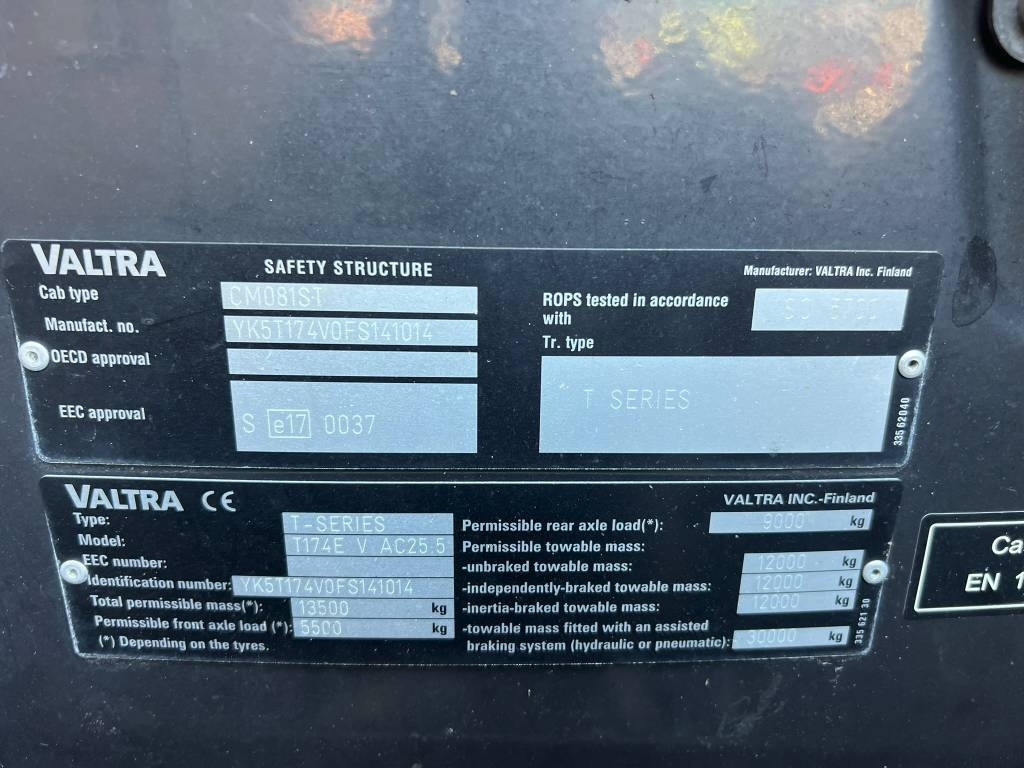 VALTRA
SAFETY STRUCTURE
Manufacturer: VALTRA Inc. Finland
Cab type CM081ST
Manufact. no. YK5T174V0FS141014
OECD approval
EEC approval S e17 0037
ROPS tested in accordance
with
Tr. type
T SERIES
335 62040
VALTRA CE
VALTRA INC.-Finland
Type: T-SERIES
Model: T174E V AC25.5
EEC number:
Identification number: YK5T174V0FS141014
Total permissible mass(*): 13500 kg
Permissible front axle load (*): 5500 kg
(*) Depending on the tyres.
Permissible rear axle load(*): 9000 kg
Permissible towable mass:
-unbraked towable mass: 12000 kg
-independently-braked towable mass: 12000 kg
-inertia-braked towable mass: 12000 kg
-towable mass fitted with an assisted
braking system (hydraulic or pneumatic): 30000 kg
335 621 30
Ca
EN 1